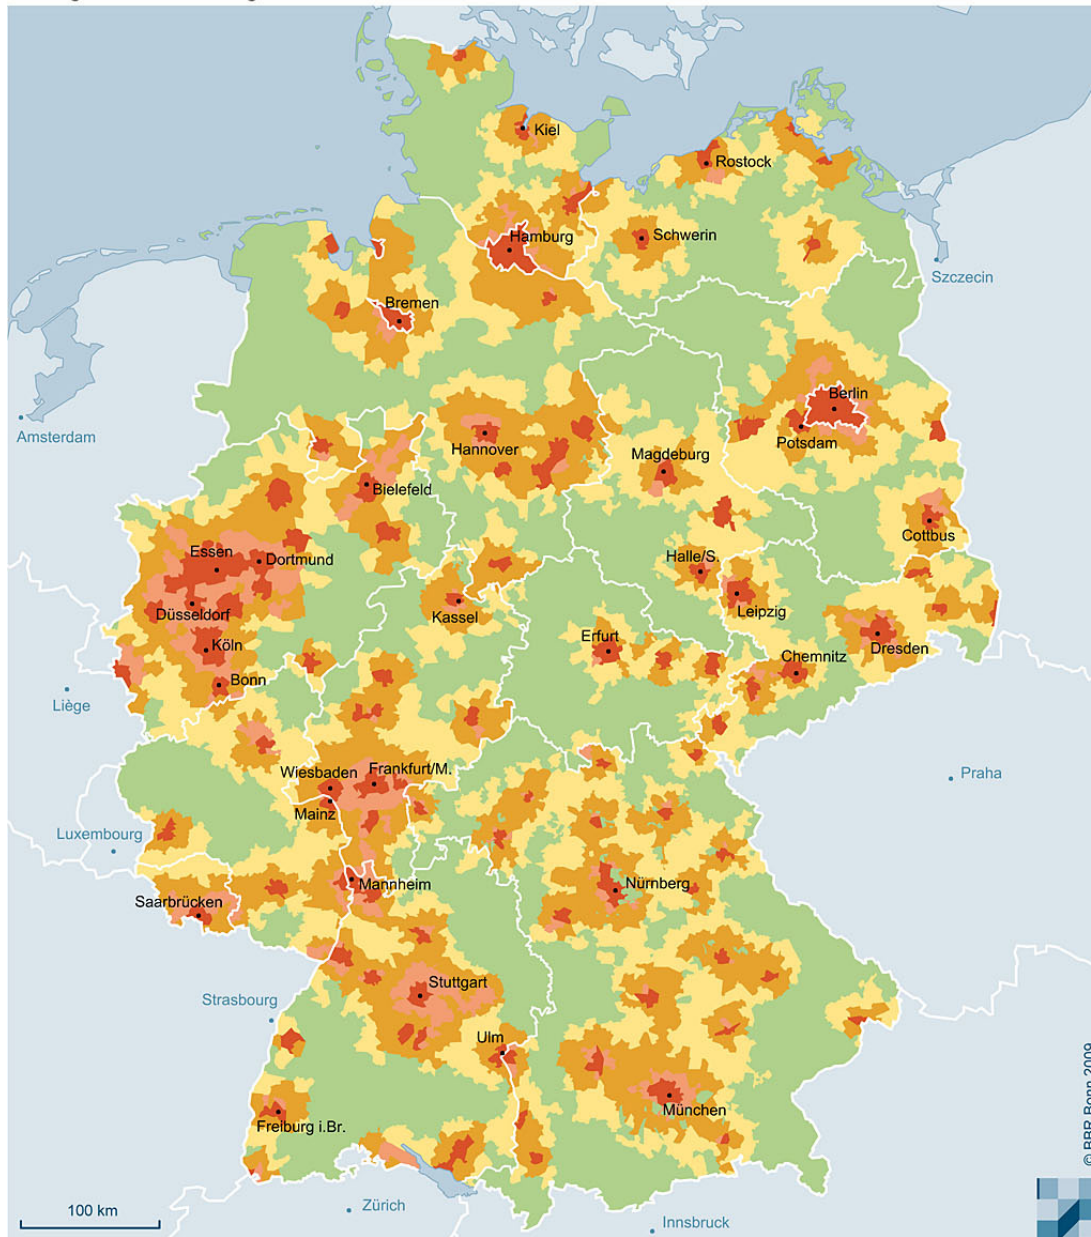 Kiel
Rostock
Hamburg
Schwerin
Szczecin
Bremen
Berlin
Amsterdam
Hannover
Potsdam
Magdeburg
Bielefeld
Cottbus
Essen
Dortmund
Halle/S.
Düsseldorf
Kassel
Leipzig
Köln
Erfurt
Dresden
Chemnitz
Bonn
Liège
Wiesbaden
Frankfurt/M.
Praha
Mainz
Luxembourg
Mannheim
Nürnberg
Saarbrücken
Stuttgart
Strasbourg
Ulm
München
Freiburg i.Br.
© BBR Bonn 2009
100 km
Zürich
Innsbruck